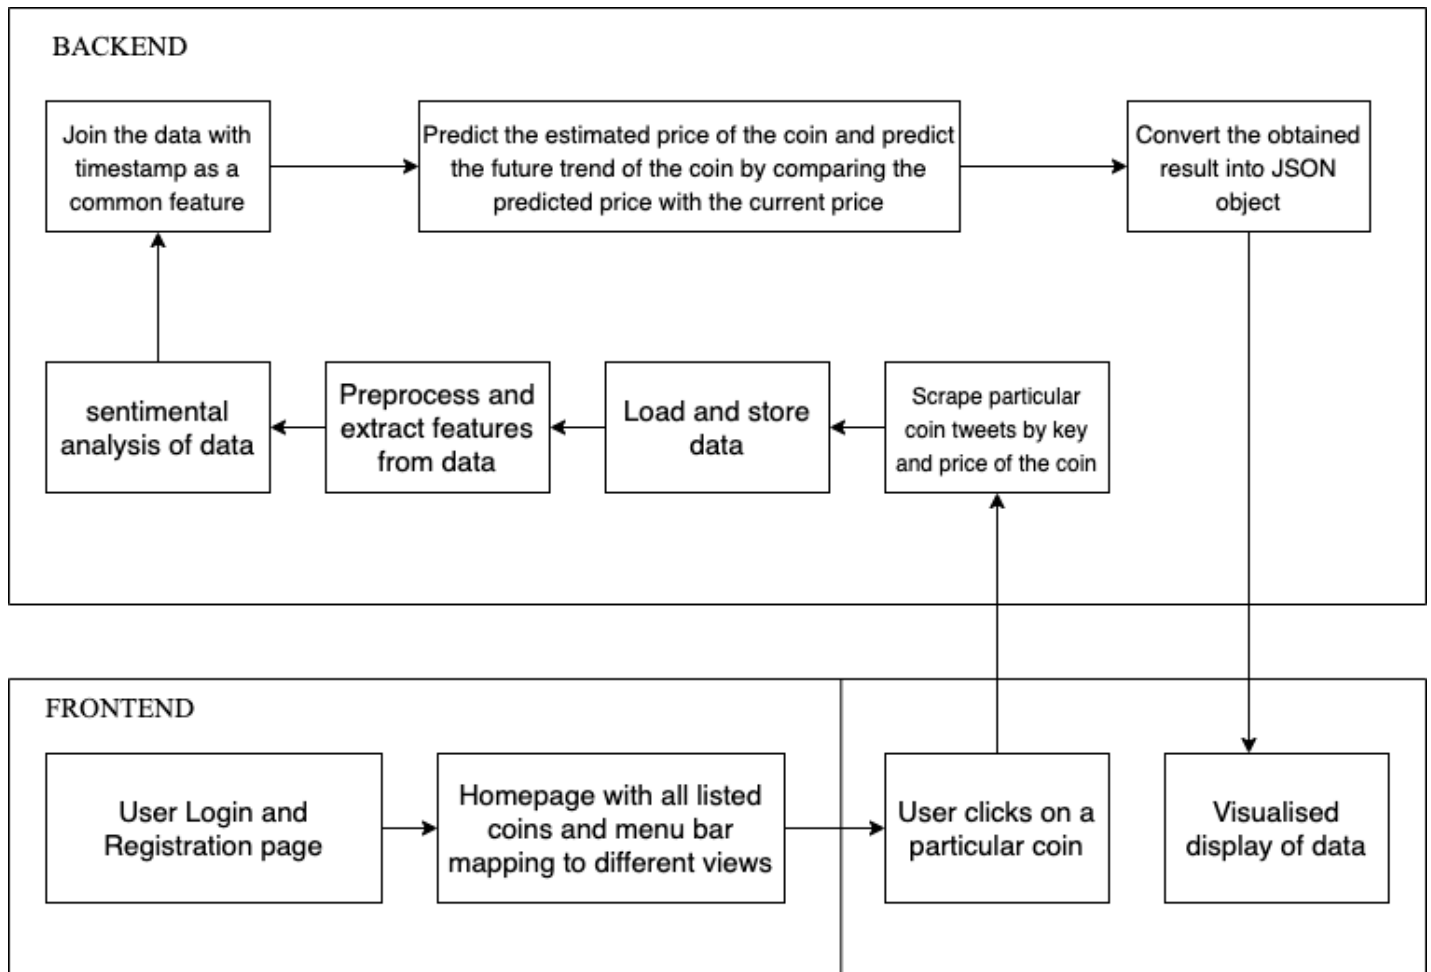 BACKEND
Join the data with
timestamp as a
common feature
Predict the estimated price of the coin and predict
the future trend of the coin by comparing the
predicted price with the current price
Convert the obtained
result into JSON
object
sentimental
analysis of data
Preprocess and
extract features
from data
Load and store
data
Scrape particular
coin tweets by key
and price of the coin
FRONTEND
User Login and
Registration page
Homepage with all listed
coins and menu bar
mapping to different views
User clicks on a
particular coin
Visualised
display of data